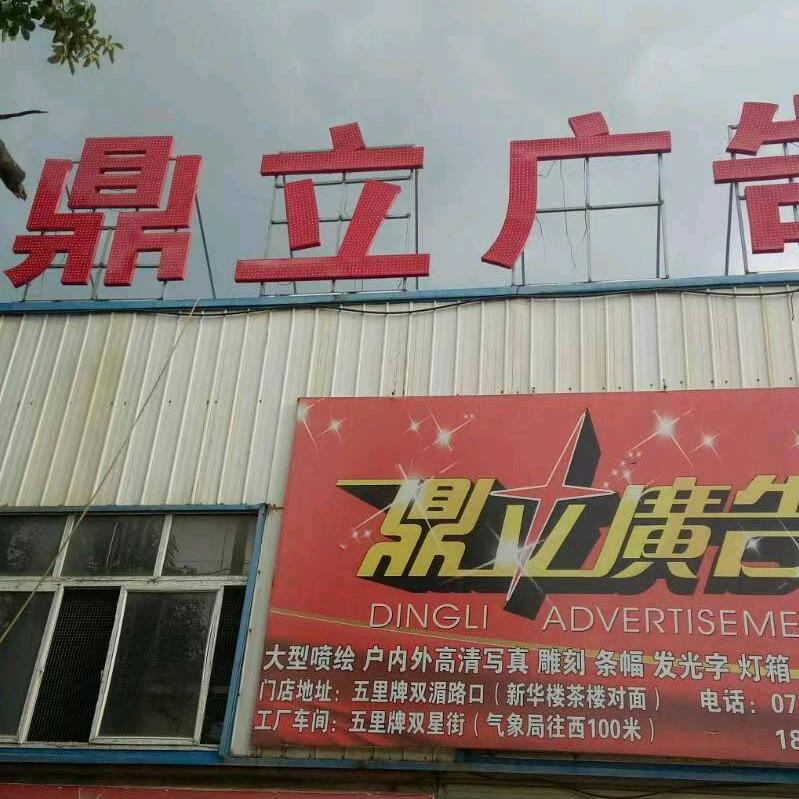 鼎立广告
鼎立廣告
DINGLI ADVERTISEME
大型喷绘 户内外高清写真 雕刻 条幅 发光字 灯箱
门店地址：五里牌双湄路口（新华楼茶楼对面） 电话：07
工厂车间：五里牌双星街（气象局往西100米）
18